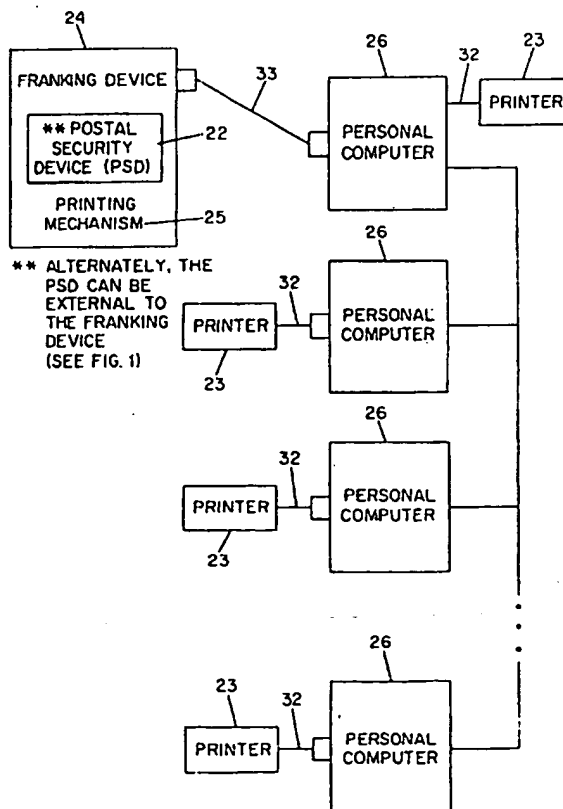 24
FRANKING DEVICE
** POSTAL
SECURITY
DEVICE (PSD)
22
PRINTING
MECHANISM
25
** ALTERNATELY, THE
PSD CAN BE
EXTERNAL TO
THE FRANKING
DEVICE
(SEE FIG. 1)
33
26
PERSONAL
COMPUTER
32
23
PRINTER
26
PERSONAL
COMPUTER
32
PRINTER
23
26
PERSONAL
COMPUTER
32
PRINTER
23
26
PERSONAL
COMPUTER
23
32
PRINTER